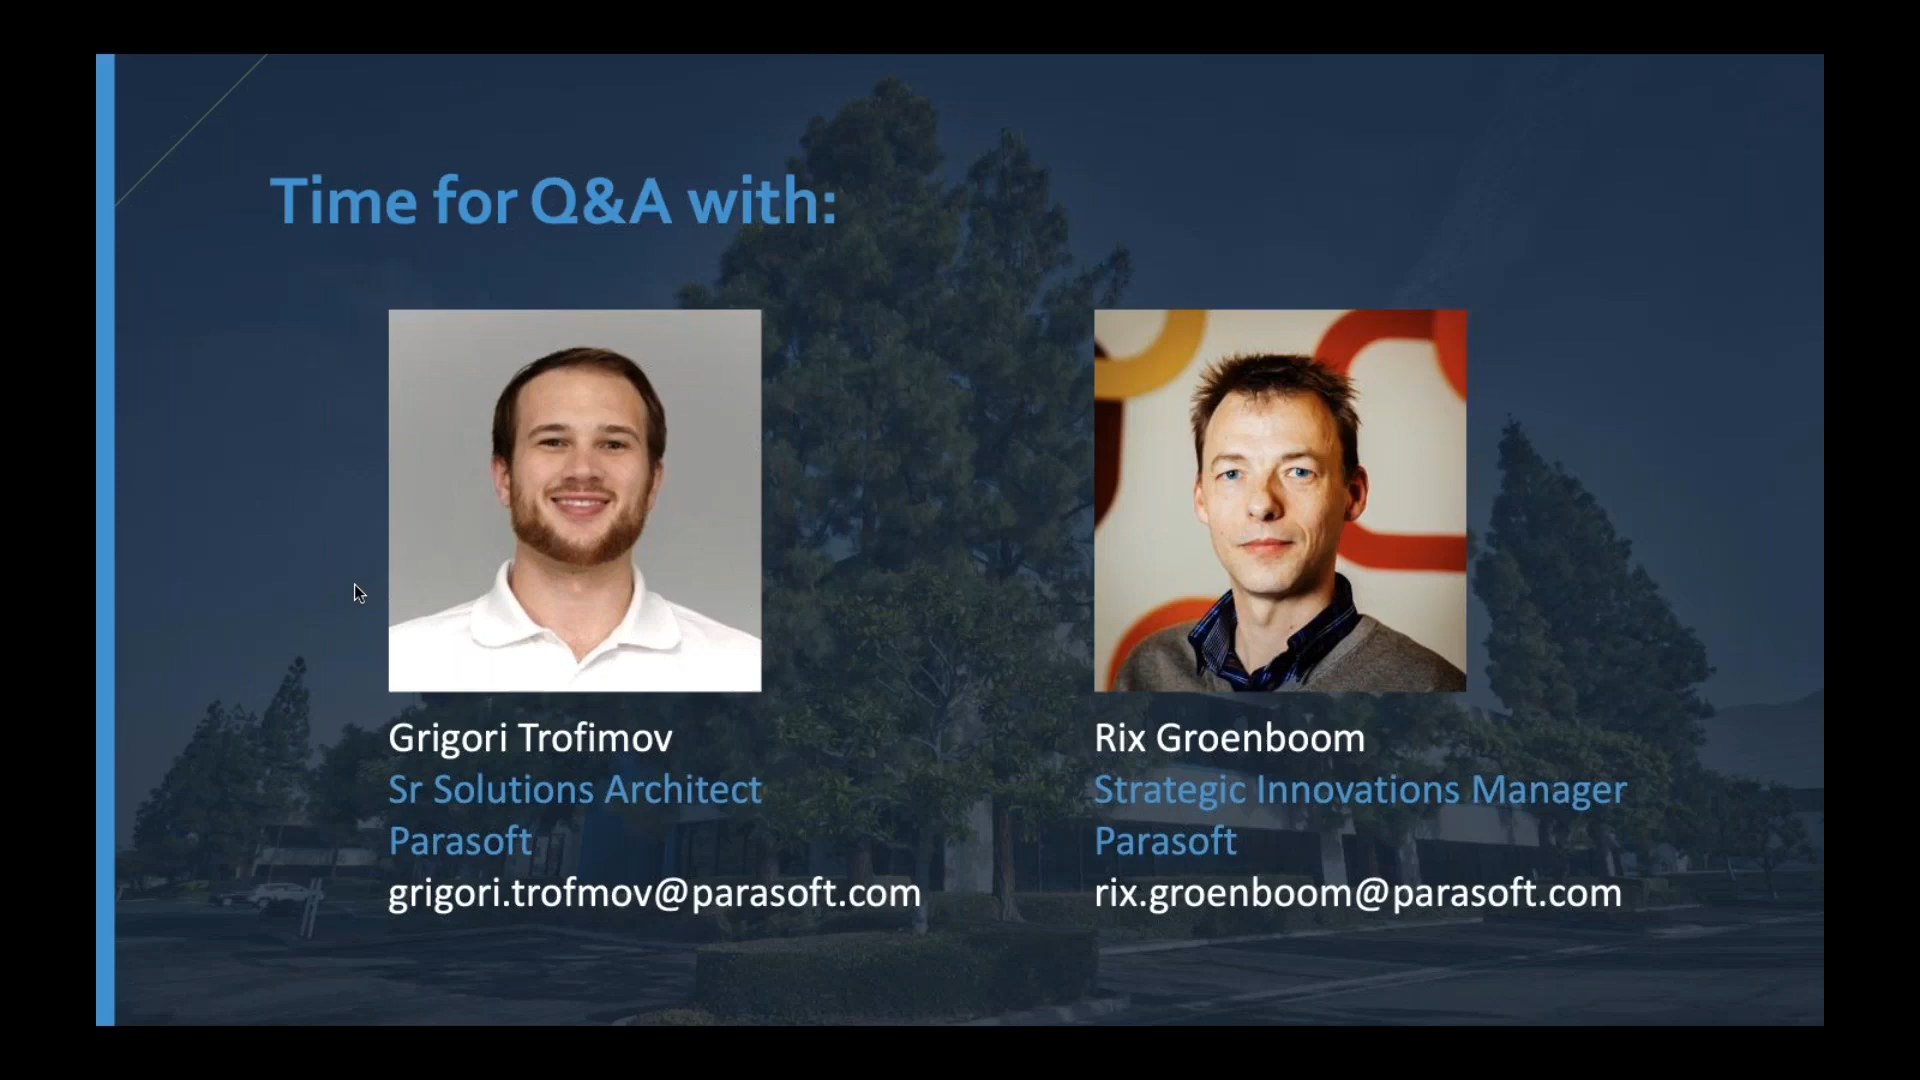 Time for Q&A with:
Grigori Trofimov
Sr Solutions Architect
Parasoft
grigori.trofmov@parasoft.com
Rix Groenboom
Strategic Innovations Manager
Parasoft
rix.groenboom@parasoft.com